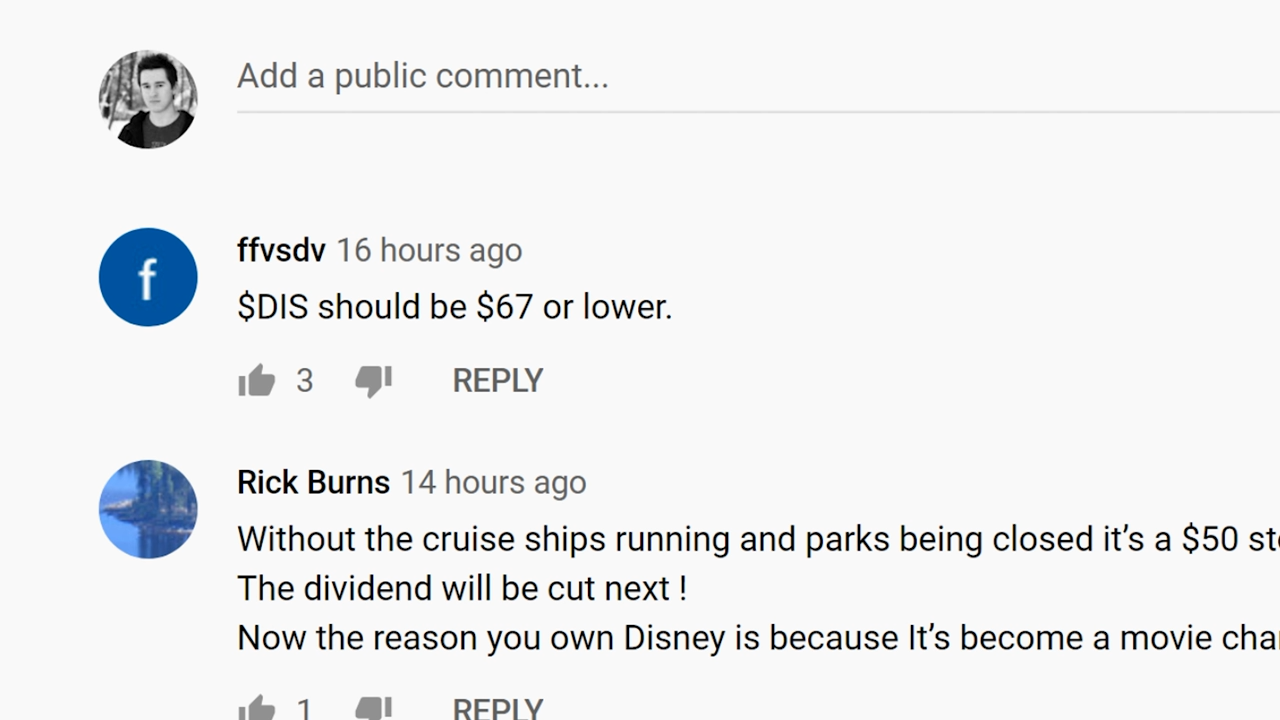 Add a public comment...
f
ffvsdv 16 hours ago
$DIS should be $67 or lower.
3 REPLY
Rick Burns 14 hours ago
Without the cruise ships running and parks being closed it’s a $50
The dividend will be cut next !
Now the reason you own Disney is because It’s become a movie
1 REPLY